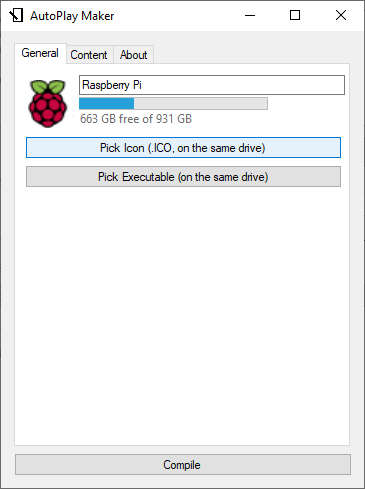 AutoPlay Maker
General Content About
Raspberry Pi
663 GB free of 931 GB
Pick Icon (.ICO, on the same drive)
Pick Executable (on the same drive)
Compile